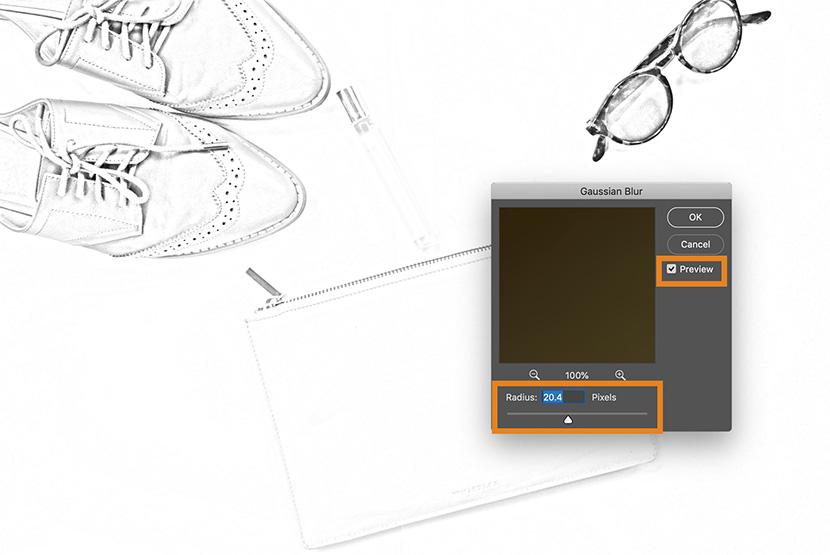 Gaussian Blur
OK
Cancel
Preview
100%
Radius: 20.4 Pixels